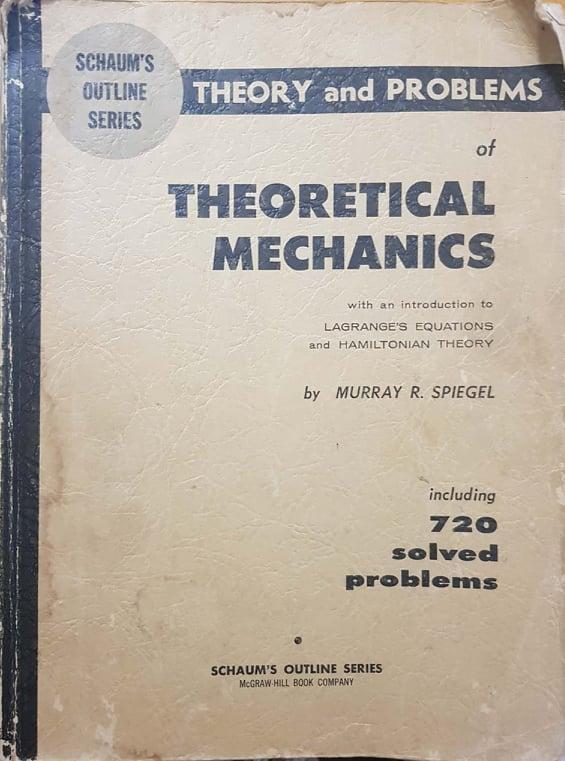 SCHAUM'S
OUTLINE
SERIES
THEORY and PROBLEMS
of
THEORETICAL
MECHANICS
with an introduction to
LAGRANGE'S EQUATIONS
and HAMILTONIAN THEORY
by MURRAY R. SPIEGEL
including
720
solved
problems
SCHAUM'S OUTLINE SERIES
McGRAW-HILL BOOK COMPANY